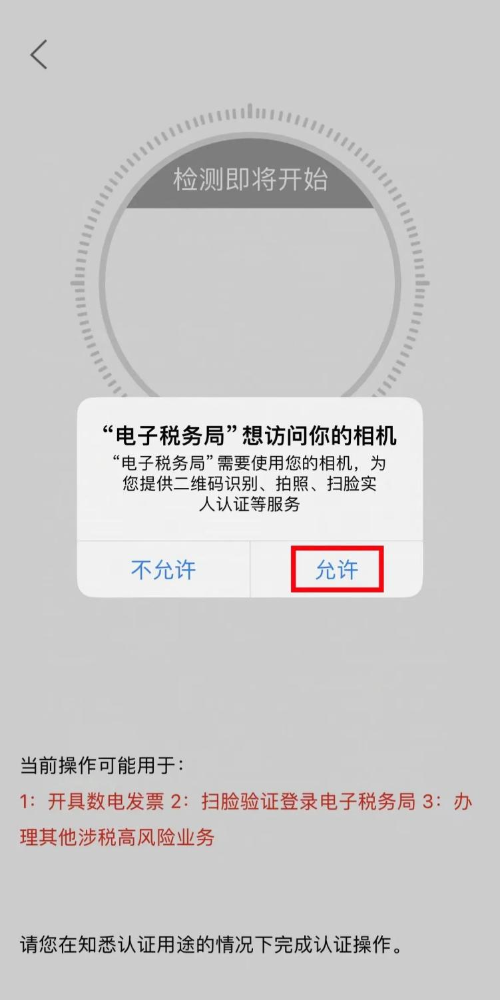 检测即将开始
“电子税务局”想访问你的相机
“电子税务局”需要使用您的相机，为
您提供二维码识别、拍照、扫脸实
人认证等服务
不允许
允许
当前操作可能用于：
1：开具数电发票 2：扫脸验证登录电子税务局 3：办
理其他涉税高风险业务
请您在知悉认证用途的情况下完成认证操作。